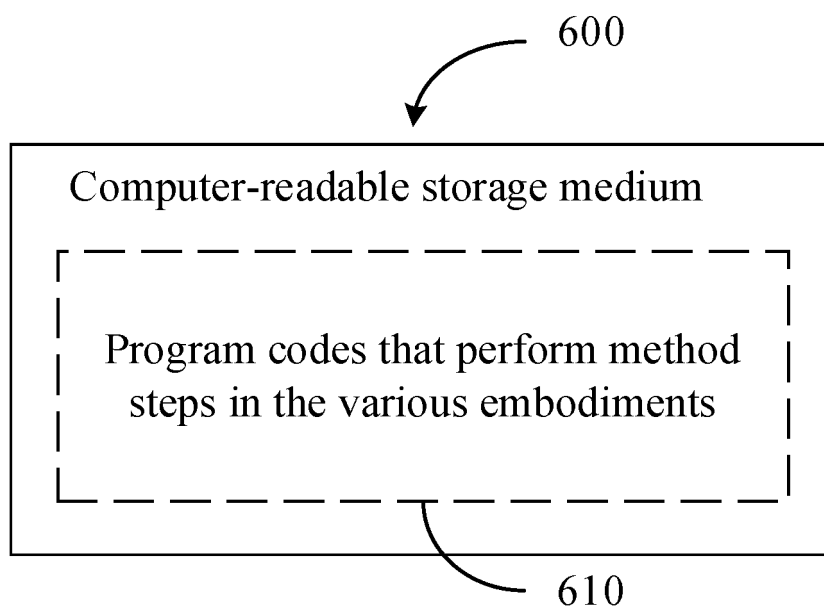 600
Computer-readable storage medium
Program codes that perform method
steps in the various embodiments
610